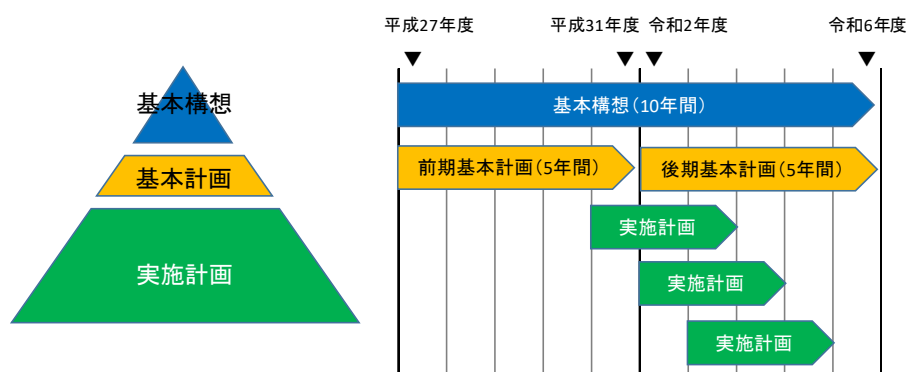 平成27年度
平成31年度
令和2年度
令和6年度
基本構想
基本計画
実施計画
基本構想（10年間）
前期基本計画（5年間）
後期基本計画（5年間）
実施計画
実施計画
実施計画